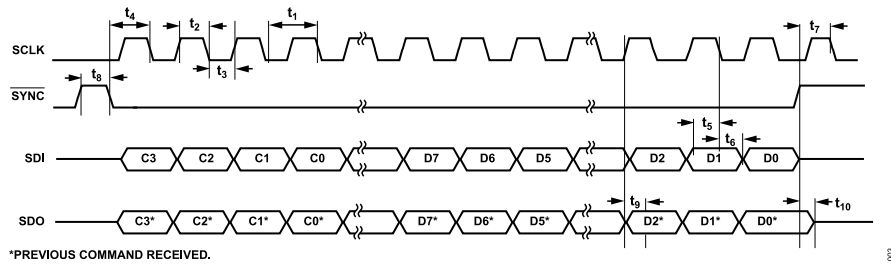 t4 t2 t1 t7
SCLK
t3
t8
SYNC
t5 t6
SDI C3 C2 C1 C0 D7 D6 D5 D2 D1 D0
t9 t10
SDO C3* C2* C1* C0* D7* D6* D5* D2* D1* D0*
*PREVIOUS COMMAND RECEIVED.